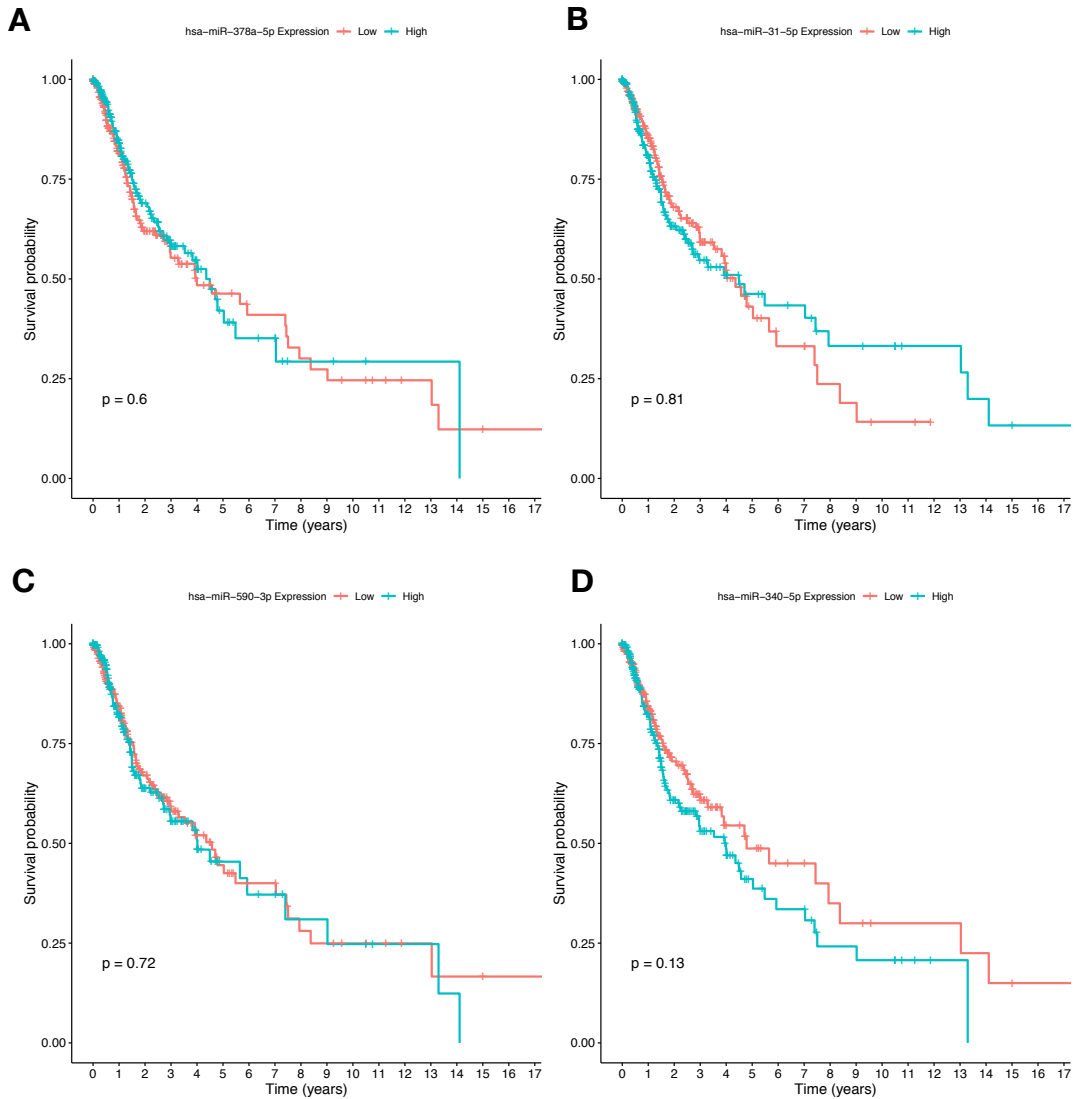 A
hsa−miR−378a−5p Expression Low High
Survival probability
1.00
0.75
0.50
0.25
0.00
p = 0.6
0 1 2 3 4 5 6 7 8 9 10 11 12 13 14 15 16 17
Time (years)
B
hsa−miR−31−5p Expression Low High
Survival probability
1.00
0.75
0.50
0.25
0.00
p = 0.81
0 1 2 3 4 5 6 7 8 9 10 11 12 13 14 15 16 17
Time (years)
C
hsa−miR−590−3p Expression Low High
Survival probability
1.00
0.75
0.50
0.25
0.00
p = 0.72
0 1 2 3 4 5 6 7 8 9 10 11 12 13 14 15 16 17
Time (years)
D
hsa−miR−340−5p Expression Low High
Survival probability
1.00
0.75
0.50
0.25
0.00
p = 0.13
0 1 2 3 4 5 6 7 8 9 10 11 12 13 14 15 16 17
Time (years)